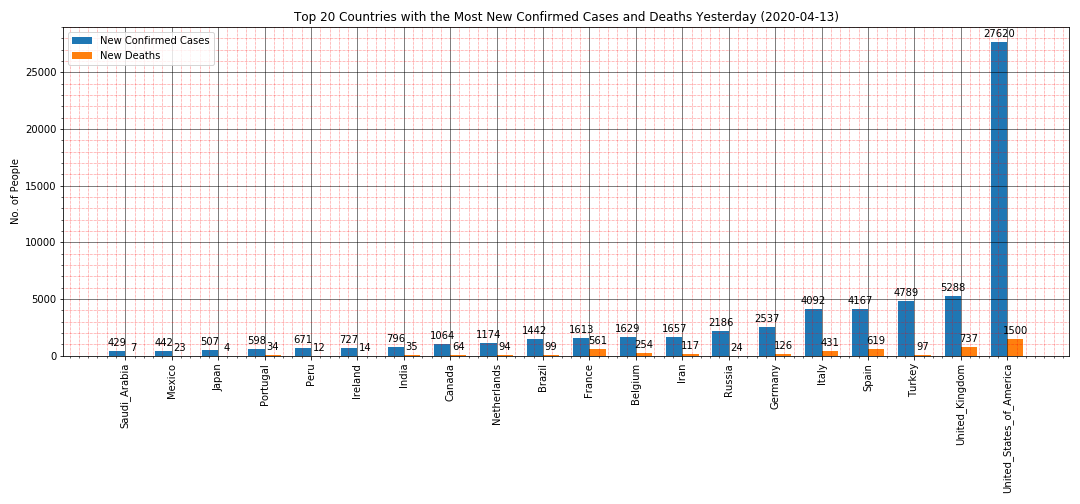 Top 20 Countries with the Most New Confirmed Cases and Deaths Yesterday (2020-04-13)
New Confirmed Cases
New Deaths
No. of People
25000
20000
15000
10000
5000
0
429 7
442 23
507 4
598 34
671 12
727 14
796 35
1064 64
1174 94
1442 99
1613 561
1629 254
1657 117
2186 24
2537 126
4092 431
4167 619
4789 97
5288 737
27620 1500
Saudi_Arabia
Mexico
Japan
Portugal
Peru
Ireland
India
Canada
Netherlands
Brazil
France
Belgium
Iran
Russia
Germany
Italy
Spain
Turkey
United_Kingdom
United_States_of_America